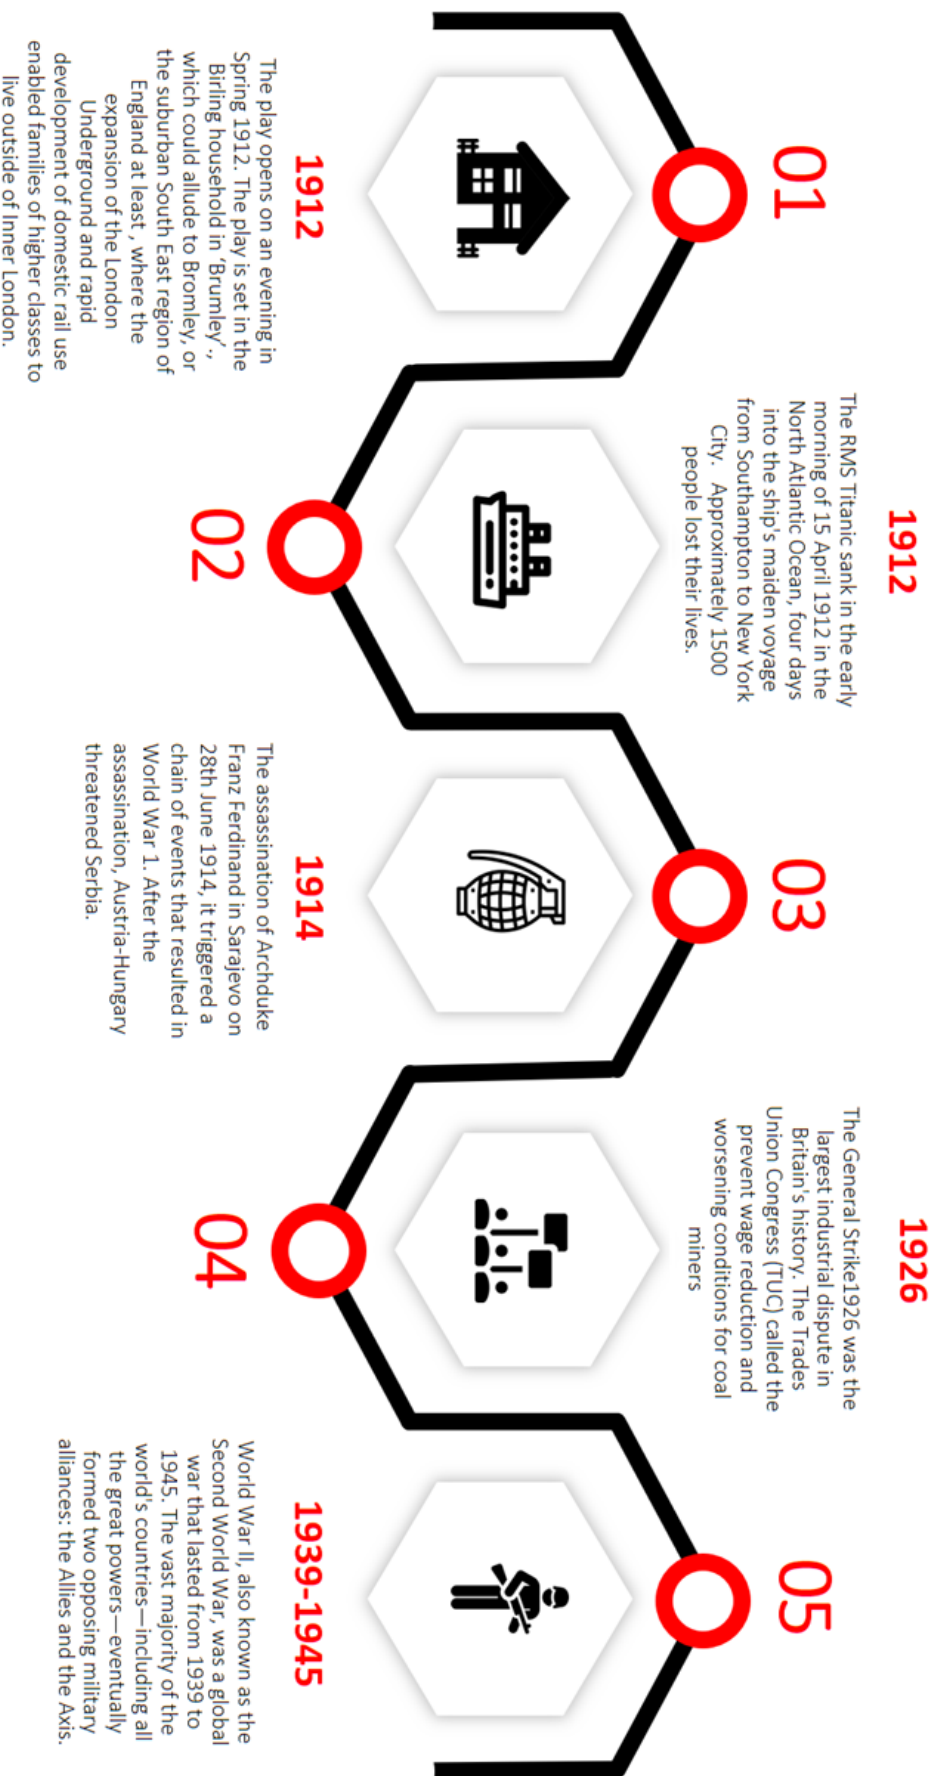 01
1912
The play opens on an evening in
Spring 1912. The play is set in the
Birling household in 'Brumley'.,
which could allude to Bromley, or
the suburban South East region of
England at least , where the
expansion of the London
Underground and rapid
development of domestic rail use
enabled families of higher classes to
live outside of Inner London.
1912
The RMS Titanic sank in the early
morning of 15 April 1912 in the
North Atlantic Ocean, four days
into the ship's maiden voyage
from Southampton to New York
City. Approximately 1500
people lost their lives.
02
03
1914
The assassination of Archduke
Franz Ferdinand in Sarajevo on
28th June 1914, it triggered a
chain of events that resulted in
World War 1. After the
assassination, Austria-Hungary
threatened Serbia.
1926
The General Strike1926 was the
largest industrial dispute in
Britain's history. The Trades
Union Congress (TUC) called the
prevent wage reduction and
worsening conditions for coal
miners
04
05
1939-1945
World War II, also known as the
Second World War, was a global
war that lasted from 1939 to
1945. The vast majority of the
world's countries—including all
the great powers—eventually
formed two opposing military
alliances: the Allies and the Axis.